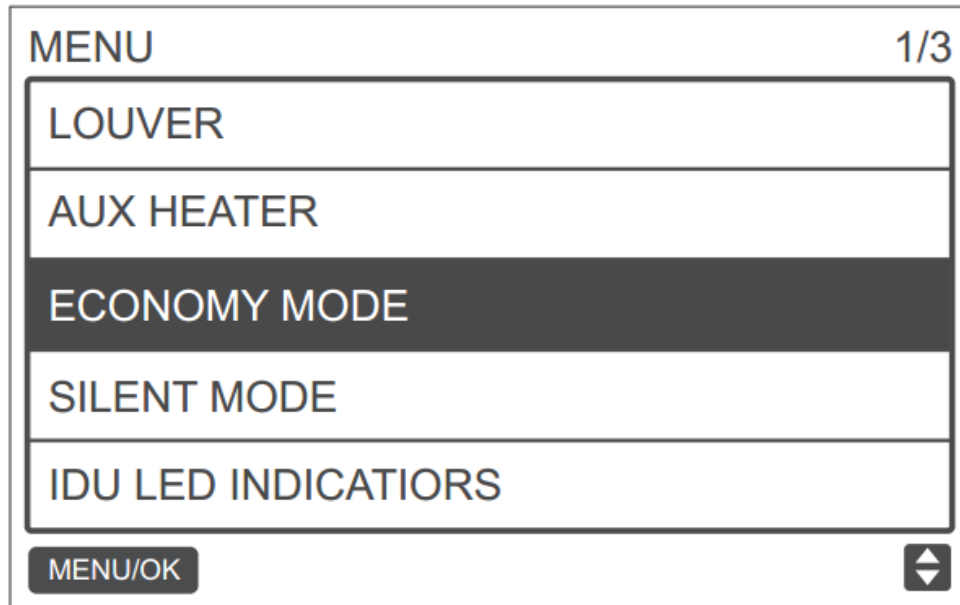 MENU 1/3
LOUVER
AUX HEATER
ECONOMY MODE
SILENT MODE
IDU LED INDICATIORS
MENU/OK